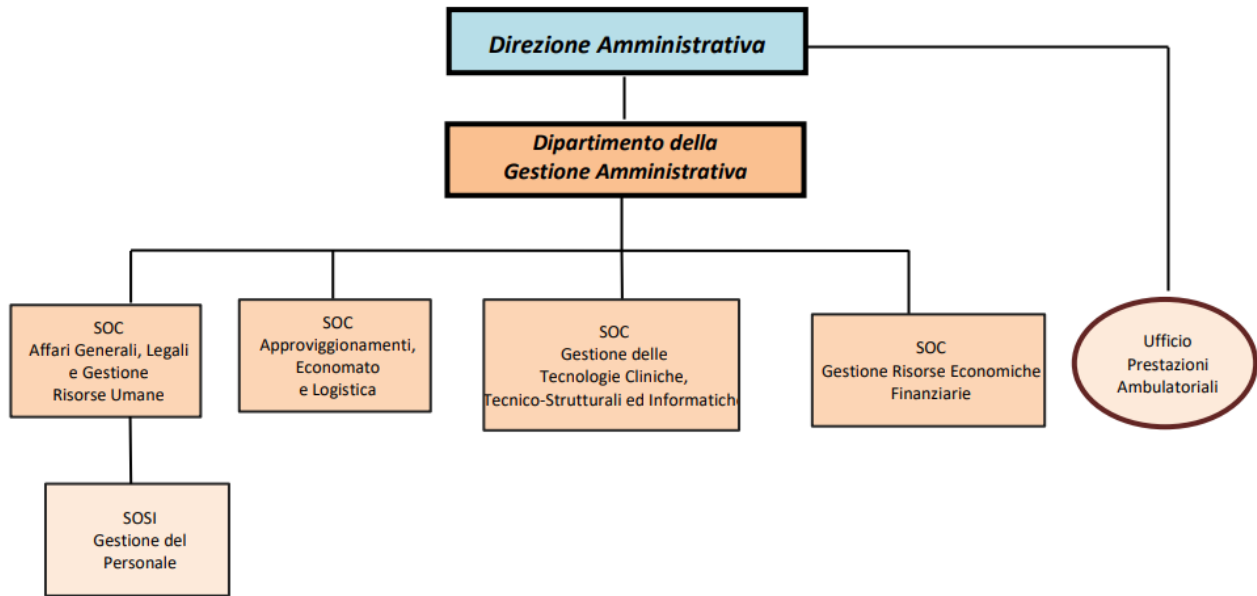 Direzione Amministrativa
Dipartimento della
Gestione Amministrativa
SOC
Affari Generali, Legali
e Gestione
Risorse Umane
SOC
Approviggionamenti,
Economato
e Logistica
SOC
Gestione delle
Tecnologie Cliniche,
Tecnico-Strutturali ed Informatiche
SOC
Gestione Risorse Economiche
Finanziarie
Ufficio
Prestazioni
Ambulatoriali
SOSI
Gestione del
Personale